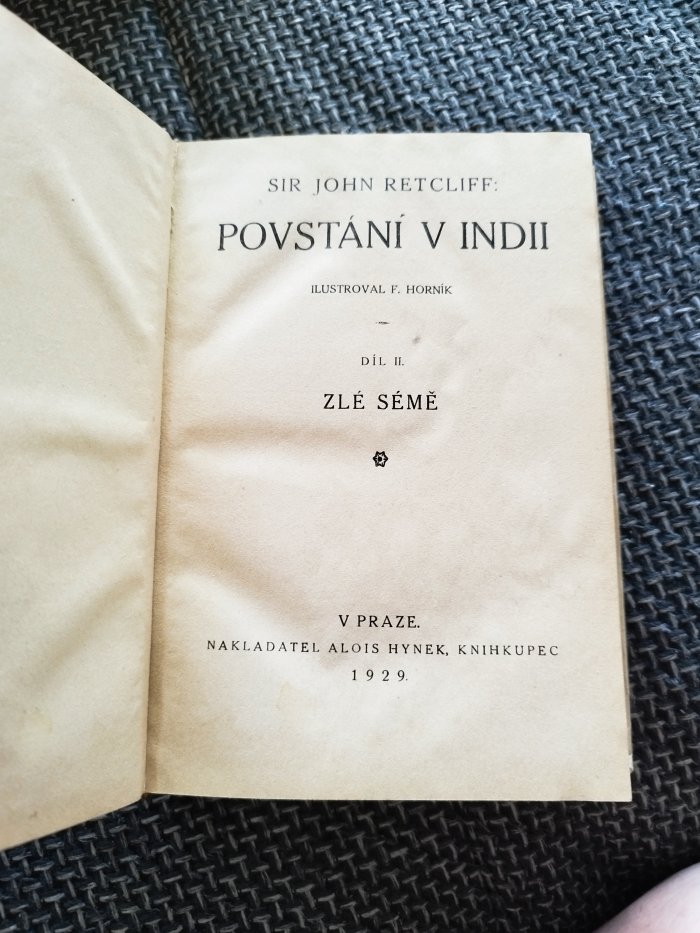 SIR JOHN RETCLIFF:
POVSTÁNÍ V INDII
ILUSTROVAL F. HORNÍK
DÍL II.
ZLÉ SÉMĚ
V PRAZE.
NAKLADATEL ALOIS HYNEK, KNIHKUPEC
1929.